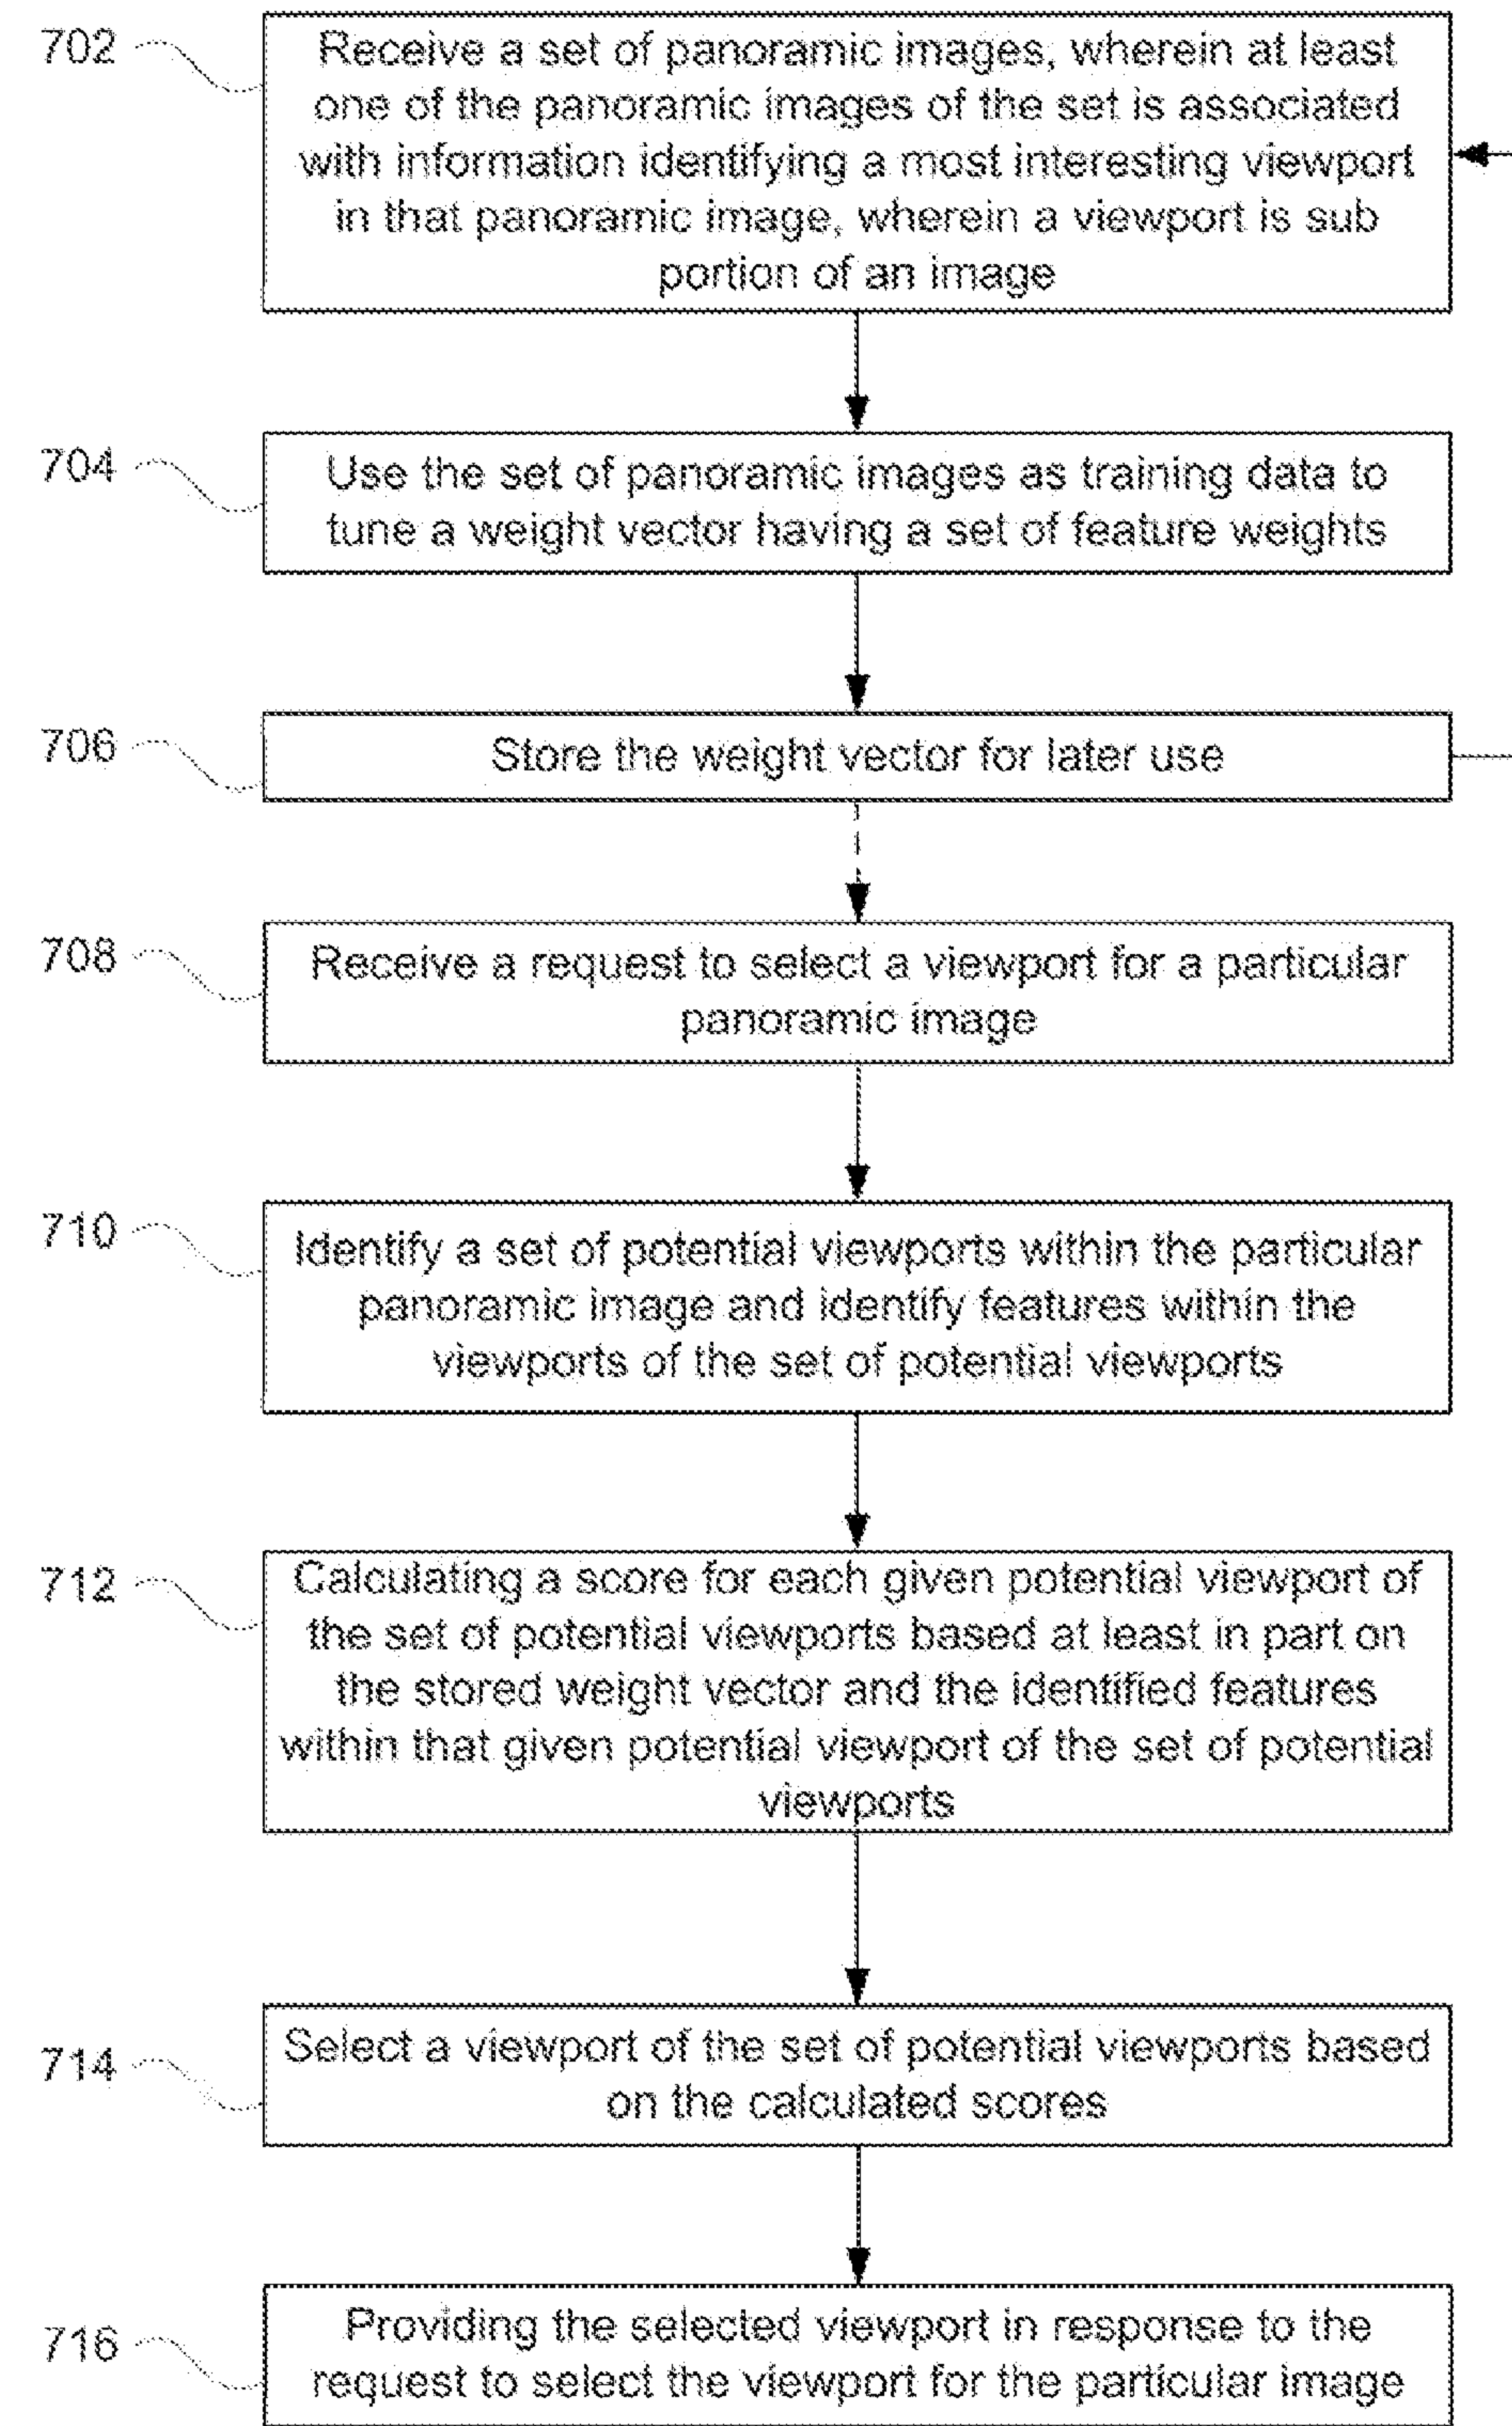 702
Receive a set of panoramic images, wherein at least
one of the panoramic images of the set is associated
with information identifying a most interesting viewport
in that panoramic image, wherein a viewport is sub
portion of an image
704
Use the set of panoramic images as training data to
tune a weight vector having a set of feature weights
706
Store the weight vector for later use
708
Receive a request to select a viewport for a particular
panoramic image
710
Identify a set of potential viewports within the particular
panoramic image and identify features within the
viewports of the set of potential viewports
712
Calculating a score for each given potential viewport of
the set of potential viewports based at least in part on
the stored weight vector and the identified features
within that given potential viewport of the set of potential
viewports
714
Select a viewport of the set of potential viewports based
on the calculated scores
716
Providing the selected viewport in response to the
request to select the viewport for the particular image